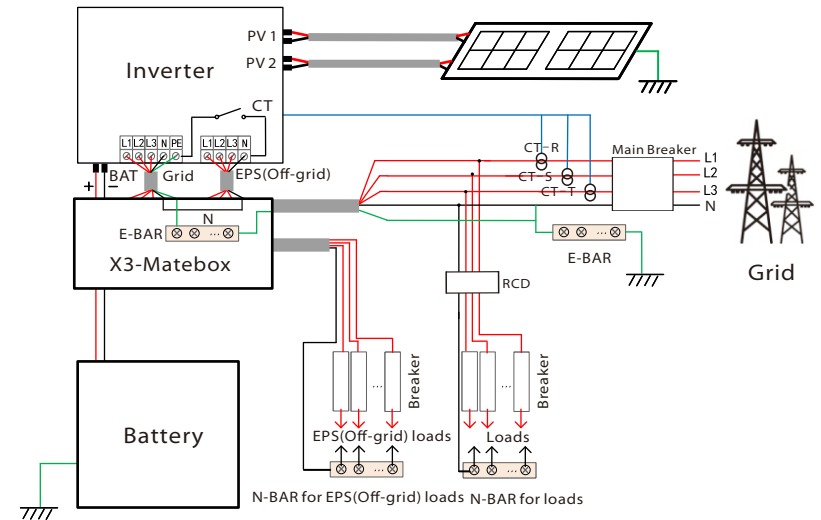 PV 1
Inverter
PV 2
CT
L1 L2 L3 N PE
L1 L2 L3 N
BAT
Grid
EPS(Off-grid)
+
−
CT-R
CT-S
CT-T
Main Breaker
L1
L2
L3
N
N
E-BAR
...
X3-Matebox
E-BAR
...
Grid
RCD
...
Breaker
...
Breaker
EPS(Off-grid) loads
Loads
Battery
...
...
N-BAR for EPS(Off-grid) loads
N-BAR for loads